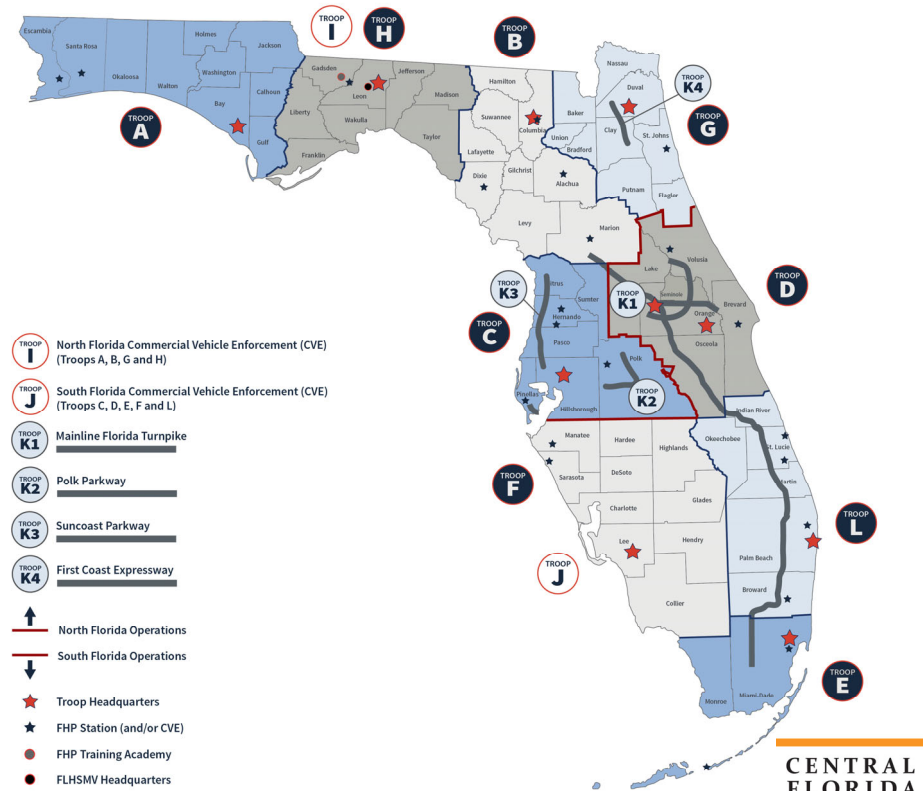 TROOP
I
TROOP
H
TROOP
B
Escambia
Santa Rosa
Holmes
Jackson
Okaloosa
Walton
Washington
Bay
Calhoun
Gulf
TROOP
A
Gadsden
Leon
Jefferson
Madison
Liberty
Wakulla
Franklin
Taylor
Hamilton
Suwannee
Columbia
Lafayette
Dixie
Gilchrist
Alachua
Levy
Marion
Nassau
Duval
Baker
Union
Bradford
Clay
St. Johns
Putnam
Flagler
TROOP
K4
TROOP
G
Lake
Volusia
Seminole
Orange
Brevard
Osceola
TROOP
D
TROOP
K1
TROOP
K3
TROOP
C
Citrus
Sumter
Hernando
Pasco
Pinellas
Hillsborough
Polk
TROOP
K2
Manatee
Hardee
Highlands
Sarasota
DeSoto
Charlotte
Glades
Lee
Hendry
Collier
TROOP
F
TROOP
J
Indian River
Okeechobee
St. Lucie
Martin
Palm Beach
Broward
TROOP
L
Monroe
Miami-Dade
TROOP
E
TROOP
I
North Florida Commercial Vehicle Enforcement (CVE)
(Troops A, B, G and H)
TROOP
J
South Florida Commercial Vehicle Enforcement (CVE)
(Troops C, D, E, F and L)
TROOP
K1
Mainline Florida Turnpike
TROOP
K2
Polk Parkway
TROOP
K3
Suncoast Parkway
TROOP
K4
First Coast Expressway
North Florida Operations
South Florida Operations
Troop Headquarters
FHP Station (and/or CVE)
FHP Training Academy
FLHSMV Headquarters
CENTRAL
FLORIDA